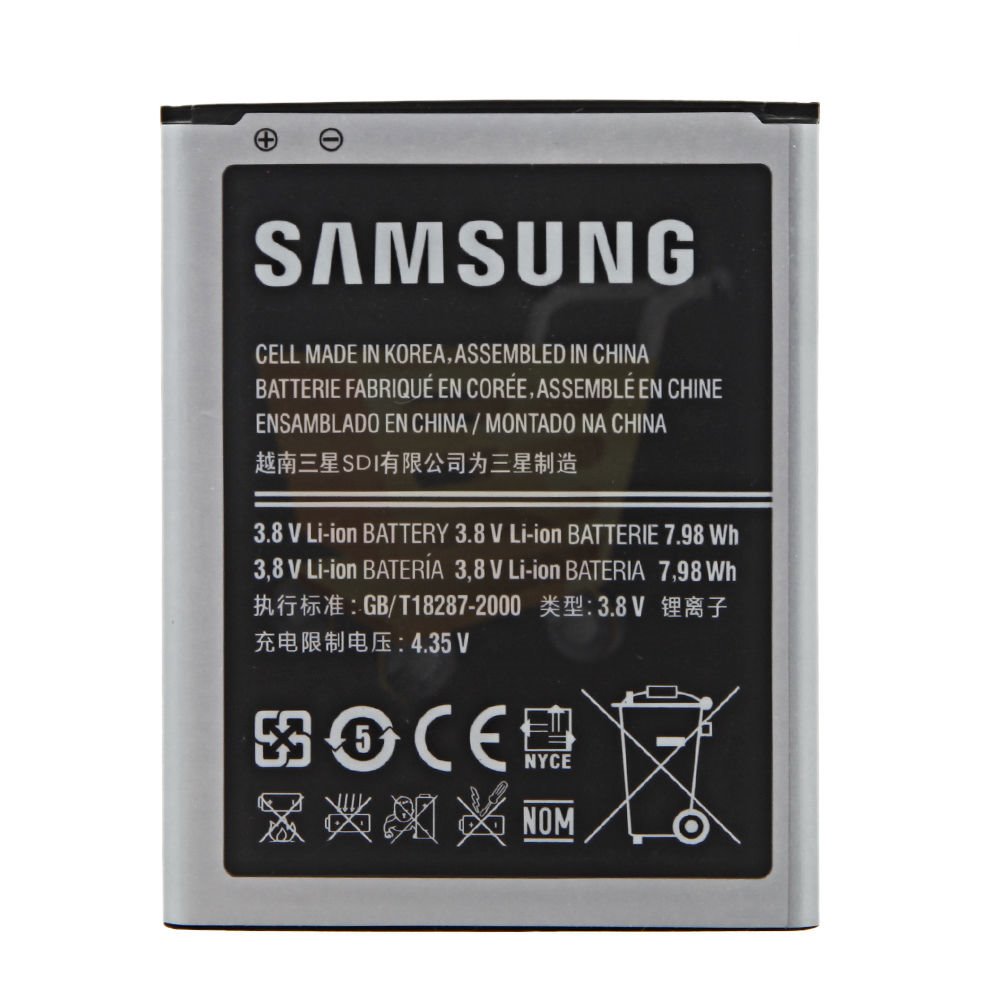 SAMSUNG
CELL MADE IN KOREA, ASSEMBLED IN CHINA
BATTERIE FABRIQUÉ EN CORÉE, ASSEMBLÉ EN CHINE
ENSAMBLADO EN CHINA / MONTADO NA CHINA
越南三星SDI有限公司为三星制造
3.8 V Li-ion BATTERY 3.8 V Li-ion BATTERIE 7.98 Wh
3,8 V Li-ion BATERÍA 3,8 V Li-ion BATERIA 7,98 Wh
执行标准: GB/T18287-2000 类型: 3.8 V 锂离子
充电限制电压: 4.35 V
5 CE NYCE
NOM